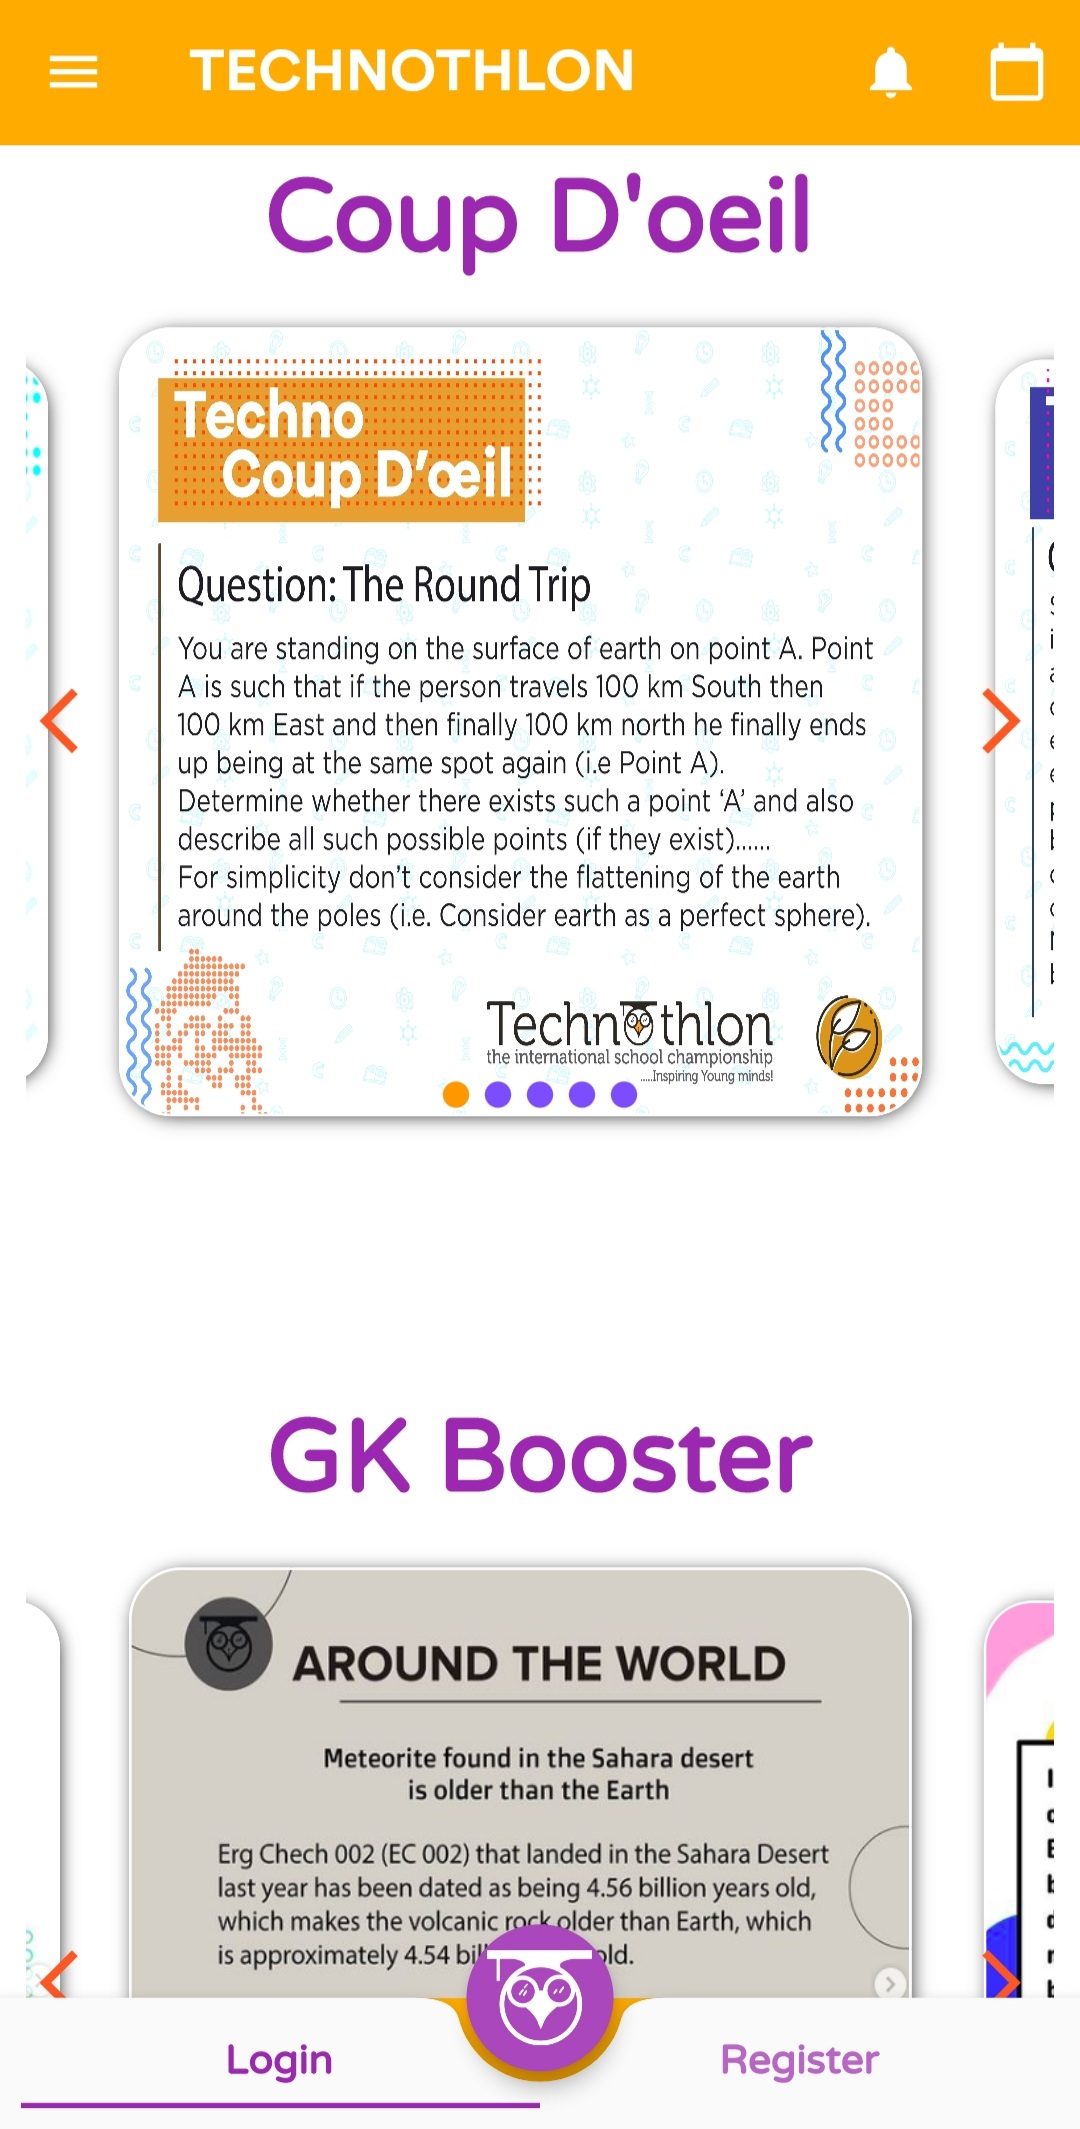 TECHNOTHLON
Coup D'oeil
Techno
Coup D'œil
Question: The Round Trip
You are standing on the surface of earth on point A. Point
A is such that if the person travels 100 km South then
100 km East and then finally 100 km north he finally ends
up being at the same spot again (i.e Point A).
Determine whether there exists such a point ‘A’ and also
describe all such possible points (if they exist)......
For simplicity don’t consider the flattening of the earth
around the poles (i.e. Consider earth as a perfect sphere).
Technothlon
the international school championship
.....Inspiring Young minds!
GK Booster
AROUND THE WORLD
Meteorite found in the Sahara desert
is older than the Earth
Erg Chech 002 (EC 002) that landed in the Sahara Desert
last year has been dated as being 4.56 billion years old,
which makes the volcanic rock older than Earth, which
is approximately 4.54 old.
Login
Register